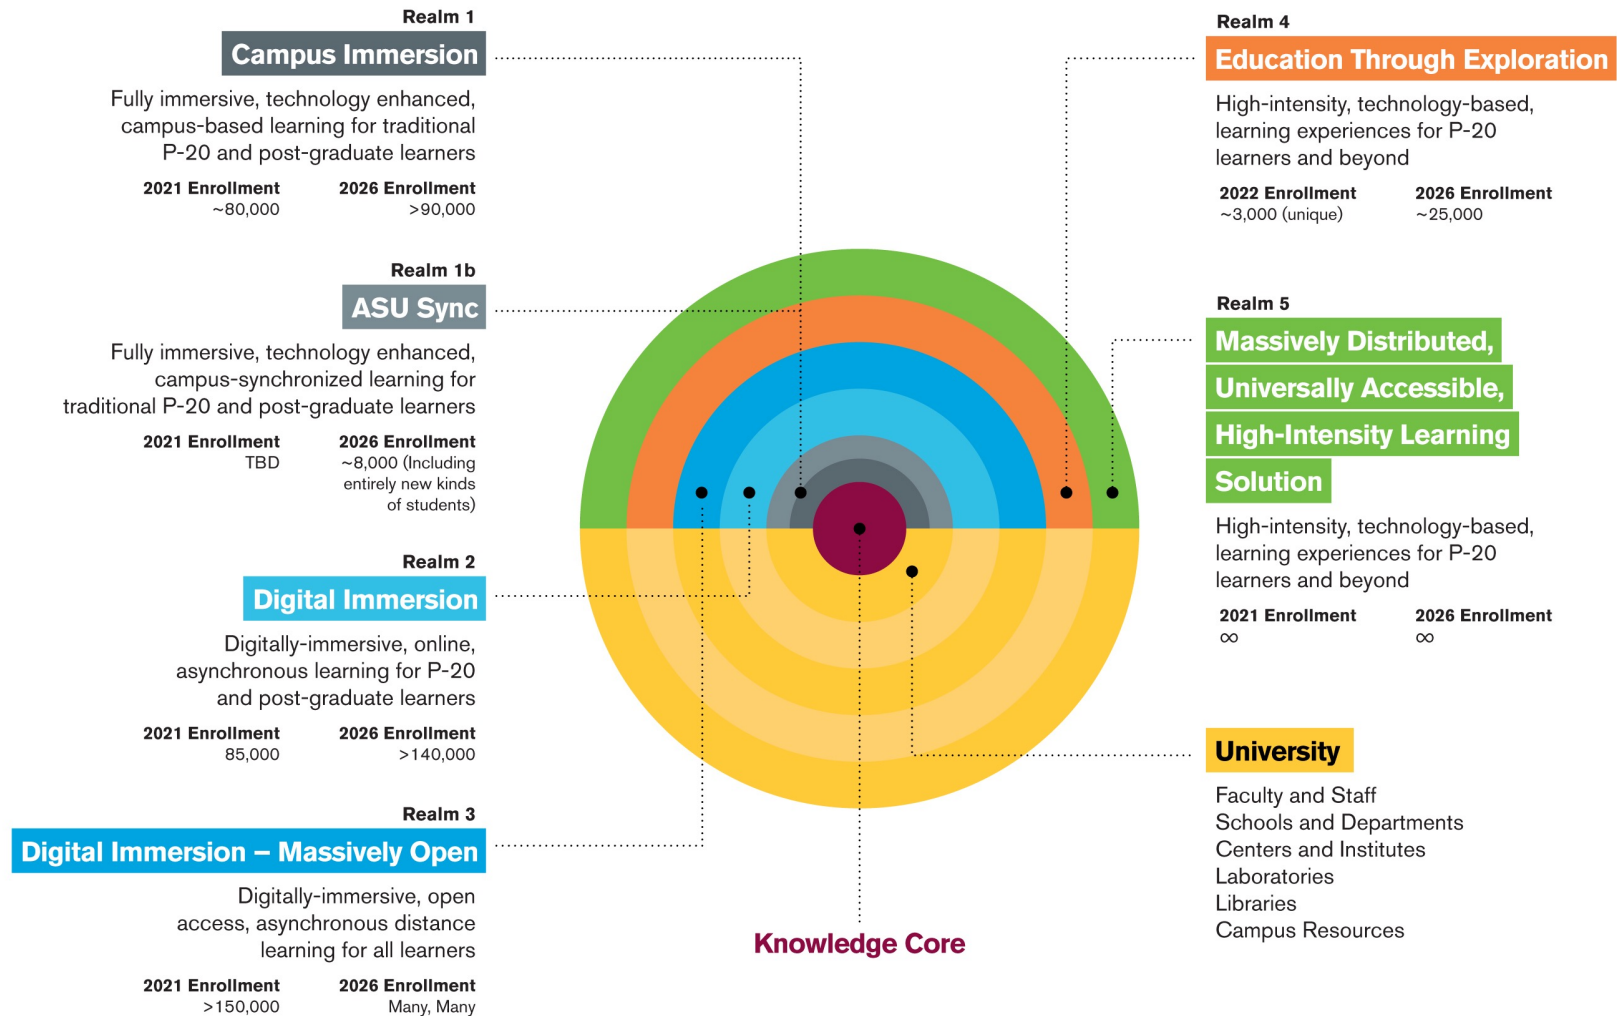 Realm 1
Campus Immersion
Fully immersive, technology enhanced,
campus-based learning for traditional
P-20 and post-graduate learners
2021 Enrollment 2026 Enrollment
~80,000 >90,000
Realm 1b
ASU Sync
Fully immersive, technology enhanced,
campus-synchronized learning for
traditional P-20 and post-graduate learners
2021 Enrollment 2026 Enrollment
TBD ~8,000 (Including
entirely new kinds
of students)
Realm 2
Digital Immersion
Digitally-immersive, online,
asynchronous learning for P-20
and post-graduate learners
2021 Enrollment 2026 Enrollment
85,000 >140,000
Realm 3
Digital Immersion – Massively Open
Digitally-immersive, open
access, asynchronous distance
learning for all learners
2021 Enrollment 2026 Enrollment
>150,000 Many, Many
Knowledge Core
Realm 4
Education Through Exploration
High-intensity, technology-based,
learning experiences for P-20
learners and beyond
2022 Enrollment 2026 Enrollment
~3,000 (unique) ~25,000
Realm 5
Massively Distributed,
Universally Accessible,
High-Intensity Learning
Solution
High-intensity, technology-based,
learning experiences for P-20
learners and beyond
2021 Enrollment 2026 Enrollment
∞ ∞
University
Faculty and Staff
Schools and Departments
Centers and Institutes
Laboratories
Libraries
Campus Resources